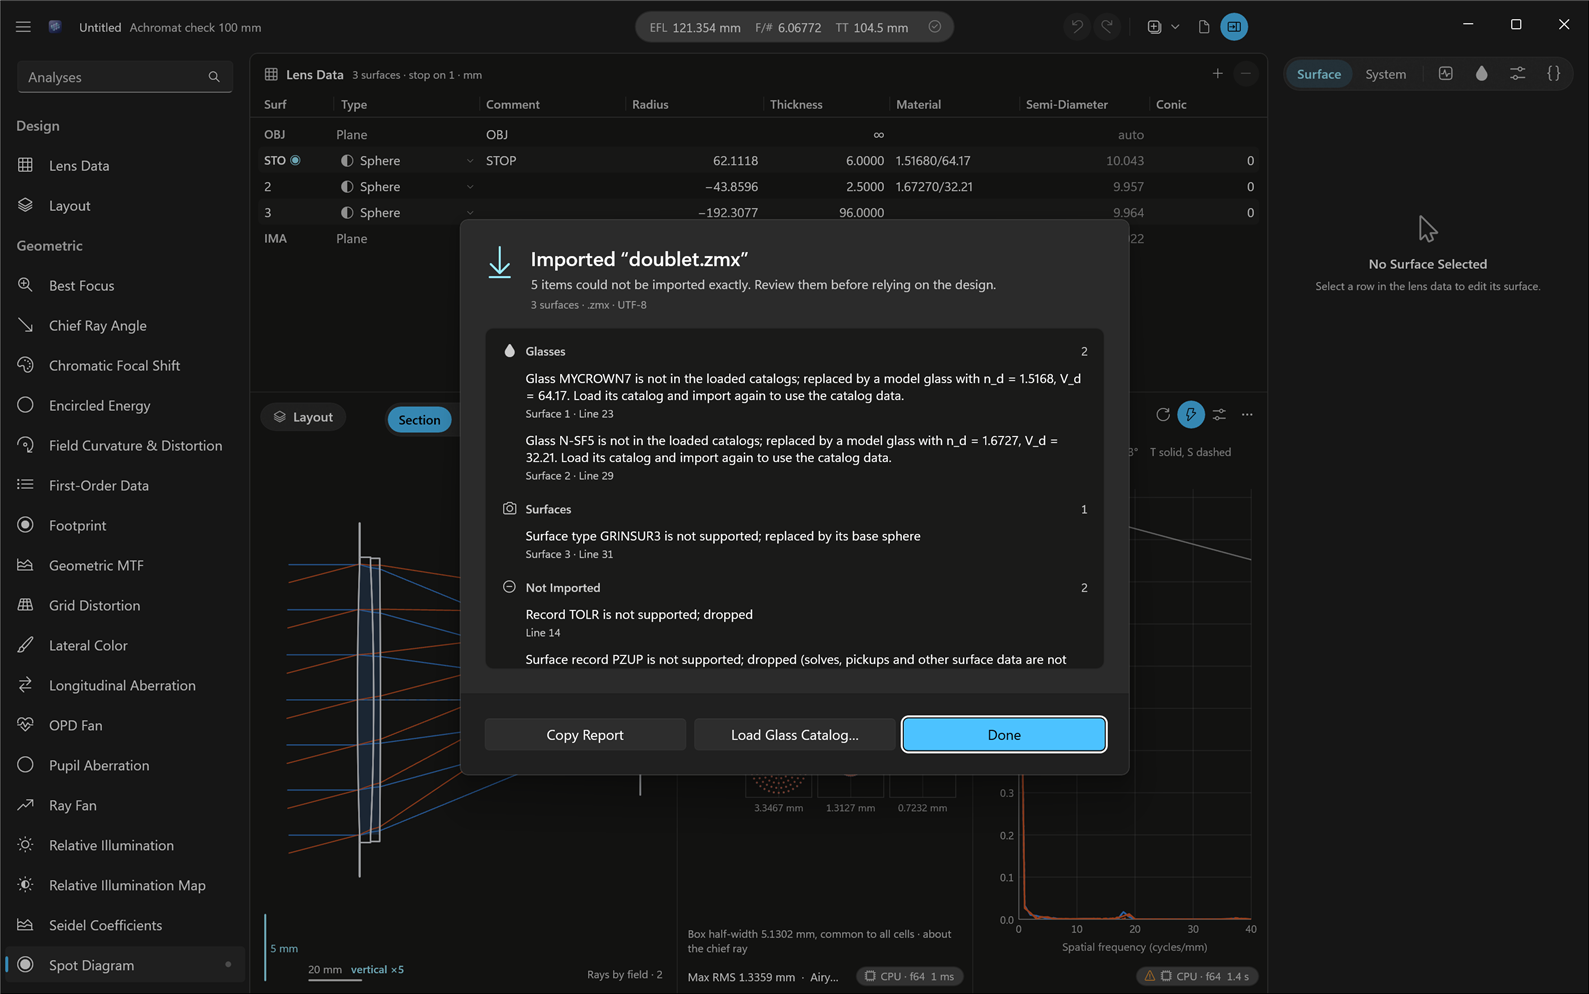 Untitled Achromat check 100 mm
EFL 121.354 mm F/# 6.06772 TT 104.5 mm
Analyses
Design
Lens Data
Layout
Geometric
Best Focus
Chief Ray Angle
Chromatic Focal Shift
Encircled Energy
Field Curvature & Distortion
First-Order Data
Footprint
Geometric MTF
Grid Distortion
Lateral Color
Longitudinal Aberration
OPD Fan
Pupil Aberration
Ray Fan
Relative Illumination
Relative Illumination Map
Seidel Coefficients
Spot Diagram
Lens Data 3 surfaces · stop on 1 · mm
Surf Type Comment Radius Thickness Material Semi-Diameter Conic
OBJ Plane OBJ ∞ auto
STO Sphere STOP 62.1118 6.0000 1.51680/64.17 10.043 0
2 Sphere −43.8596 2.5000 1.67270/32.21 9.957 0
3 Sphere −192.3077 96.0000 9.964 0
IMA Plane 22
Surface System
No Surface Selected
Select a row in the lens data to edit its surface.
Imported “doublet.zmx”
5 items could not be imported exactly. Review them before relying on the design.
3 surfaces · .zmx · UTF-8
Glasses 2
Glass MYCROWN7 is not in the loaded catalogs; replaced by a model glass with n_d = 1.5168, V_d
= 64.17. Load its catalog and import again to use the catalog data.
Surface 1 · Line 23
Glass N-SF5 is not in the loaded catalogs; replaced by a model glass with n_d = 1.6727, V_d =
32.21. Load its catalog and import again to use the catalog data.
Surface 2 · Line 29
Surfaces 1
Surface type GRINSUR3 is not supported; replaced by its base sphere
Surface 3 · Line 31
Not Imported 2
Record TOLR is not supported; dropped
Line 14
Surface record PZUP is not supported; dropped (solves, pickups and other surface data are not
Copy Report Load Glass Catalog... Done
Layout Section
3° T solid, S dashed
5 mm
20 mm vertical ×5
Rays by field · 2
3.3467 mm 1.3127 mm 0.7232 mm
Box half-width 5.1302 mm, common to all cells · about
the chief ray
Max RMS 1.3359 mm · Airy... CPU · f64 1 ms
0.3
0.2
0.1
0.0
0 10 20 30 40
Spatial frequency (cycles/mm)
CPU · f64 1.4 s